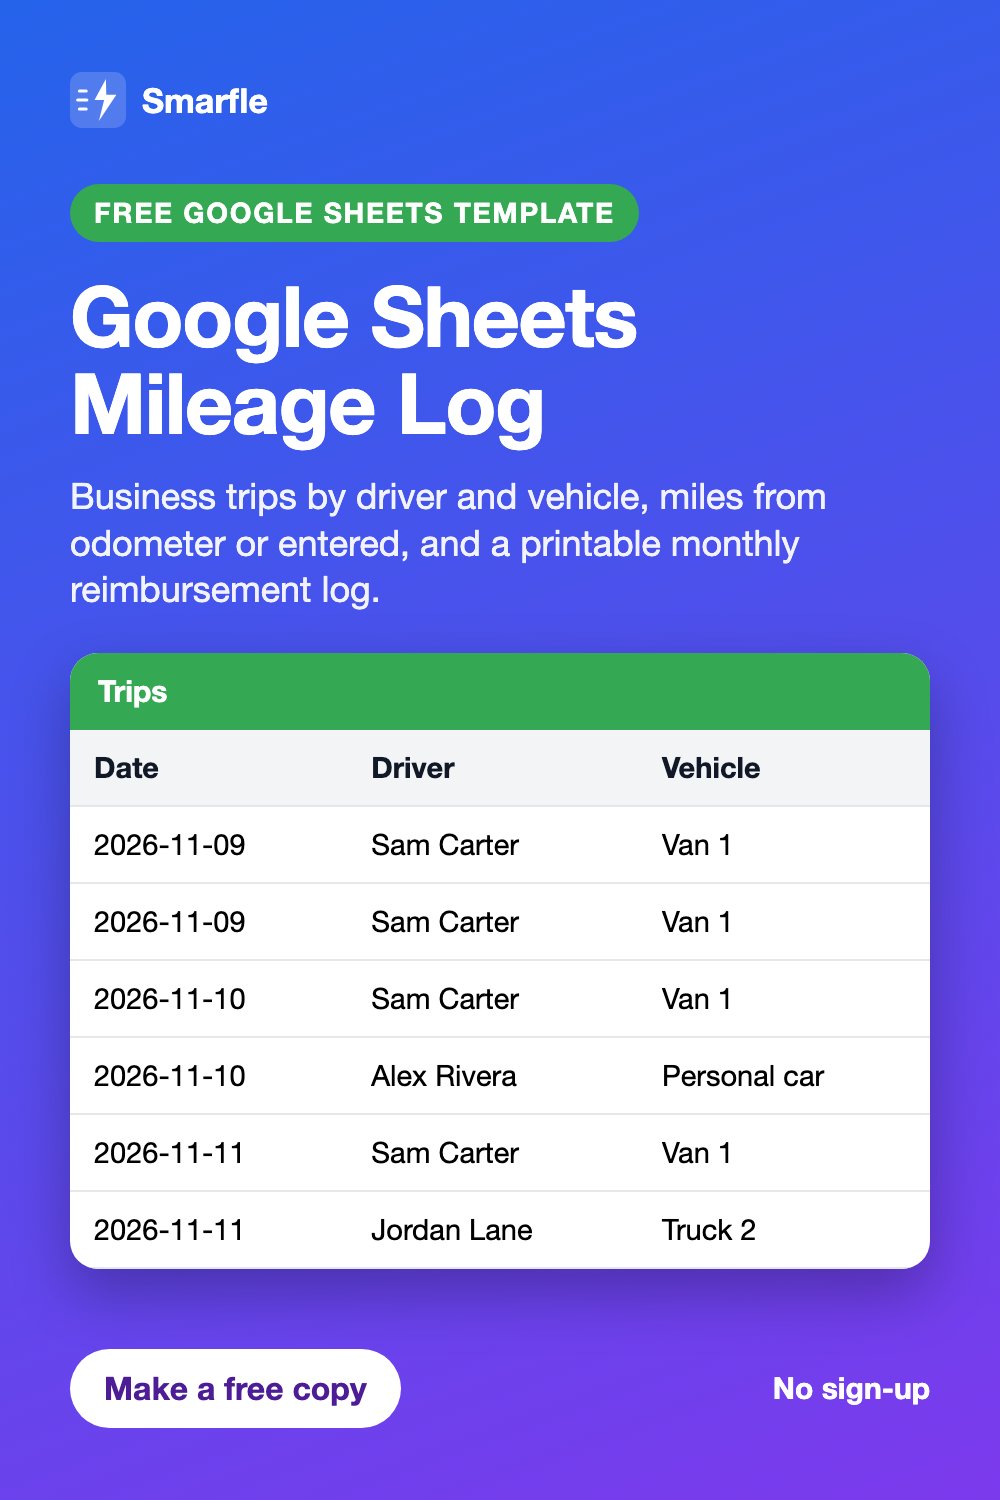 Smarfle
FREE GOOGLE SHEETS TEMPLATE
Google Sheets
Mileage Log
Business trips by driver and vehicle, miles from
odometer or entered, and a printable monthly
reimbursement log.
Trips
Date Driver Vehicle
2026-11-09 Sam Carter Van 1
2026-11-09 Sam Carter Van 1
2026-11-10 Sam Carter Van 1
2026-11-10 Alex Rivera Personal car
2026-11-11 Sam Carter Van 1
2026-11-11 Jordan Lane Truck 2
Make a free copy No sign-up